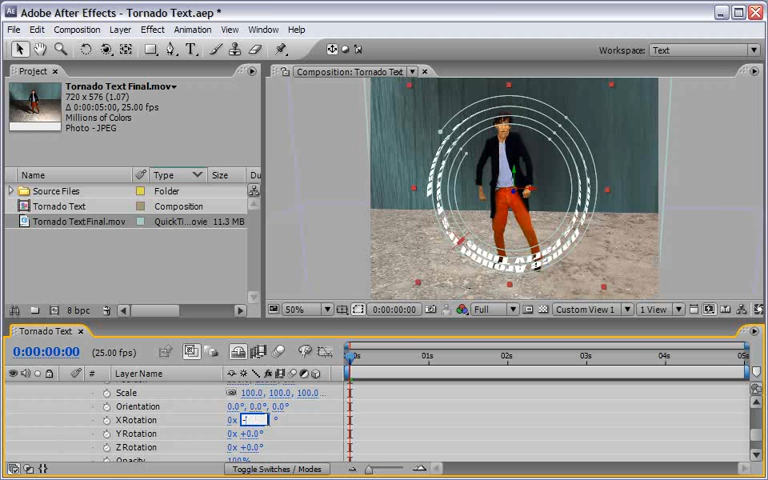 Adobe After Effects - Tornado Text.aep *
File Edit Composition Layer Effect Animation View Window Help
Workspace: Text
Project
Composition: Tornado Text
Tornado Text Final.mov
720 x 576 (1.07)
Δ 0:00:05:00, 25.00 fps
Millions of Colors
Photo - JPEG
Name Type Size Du
Source Files Folder
Tornado Text Composition
Tornado TextFinal.mov QuickTi...ovie 11.3 MB
8 bpc
50% 0:00:00:00 Full Custom View 1 1 View
Tornado Text
0:00:00:00 (25.00 fps)
0s 01s 02s 03s 04s 05s
# Layer Name
Scale 100.0, 100.0, 100.0...
Orientation 0.0°, 0.0°, 0.0°
X Rotation 0x - °
Y Rotation 0x +0.0°
Z Rotation 0x +0.0°
Opacity 100%
Toggle Switches / Modes